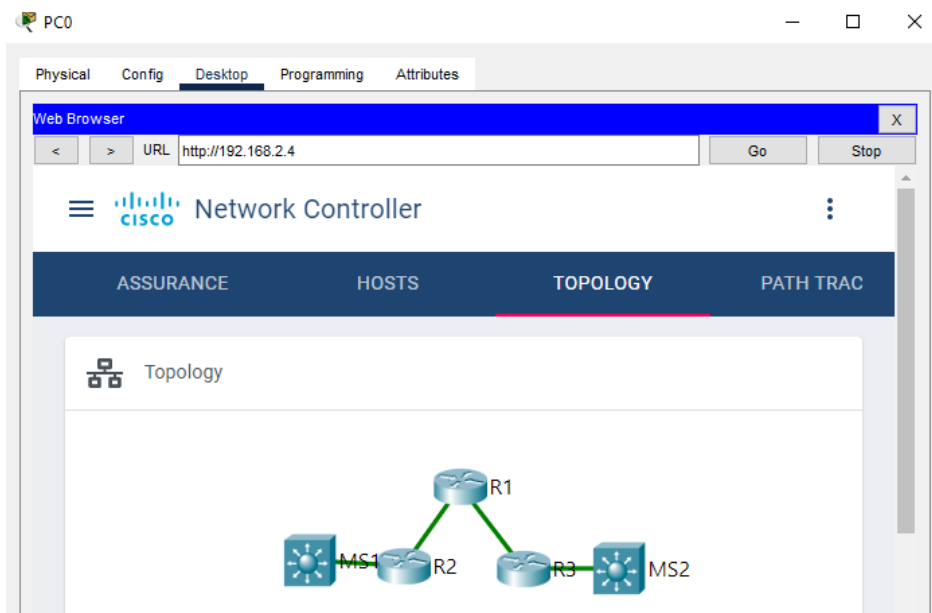 PC0
Physical Config Desktop Programming Attributes
Web Browser X
< > URL http://192.168.2.4 Go Stop
CISCO Network Controller
ASSURANCE HOSTS TOPOLOGY PATH TRAC
Topology
R1
MS1 R2 R3 MS2